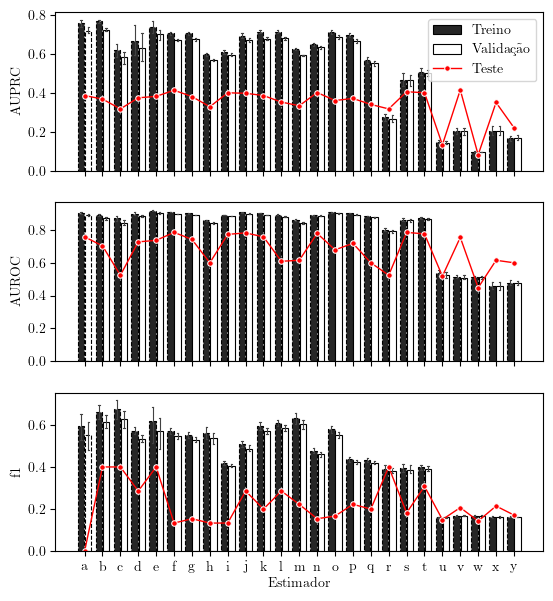 0.8
0.6
0.4
0.2
0.0
AUPRC
Treino
Validação
Teste
0.8
0.6
0.4
0.2
0.0
AUROC
0.6
0.4
0.2
0.0
f1
a b c d e f g h i j k l m n o p q r s t u v w x y
Estimador